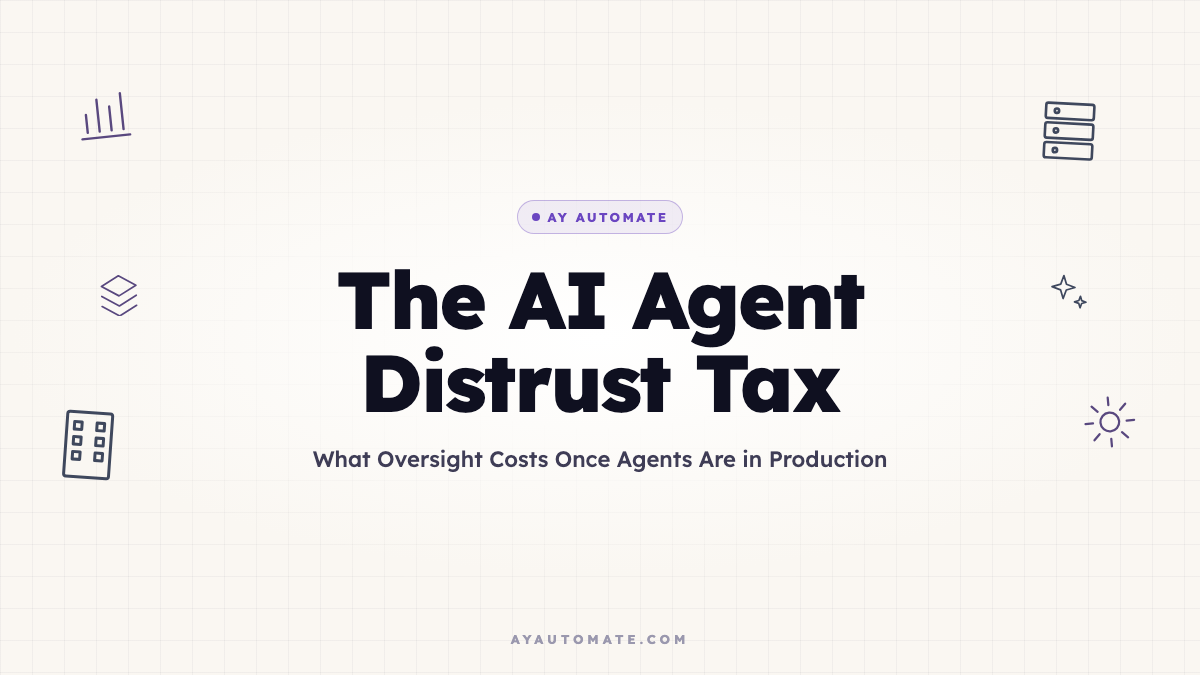 AY AUTOMATE
The AI Agent
Distrust Tax
What Oversight Costs Once Agents Are in Production
AYAUTOMATE.COM